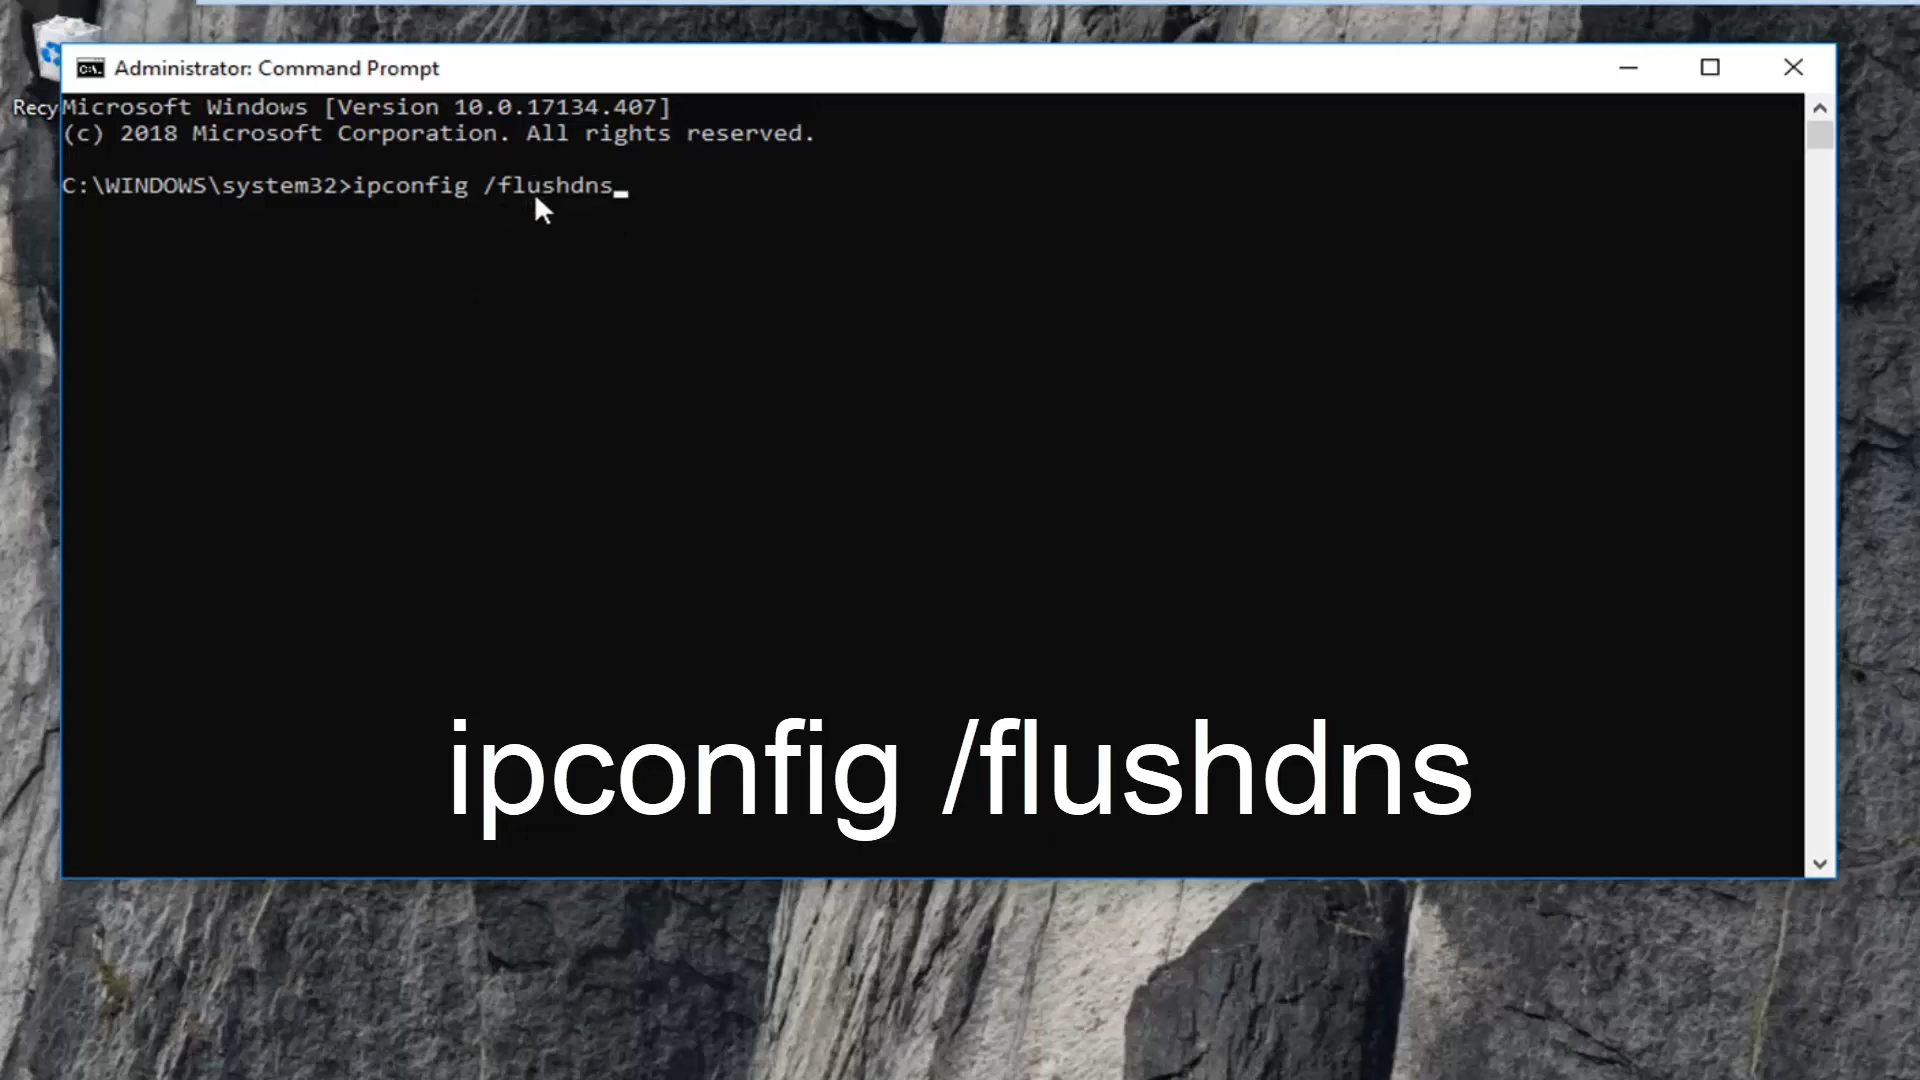 Administrator: Command Prompt
Recy
Microsoft Windows [Version 10.0.17134.407]
(c) 2018 Microsoft Corporation. All rights reserved.
C:\WINDOWS\system32>ipconfig /flushdns
ipconfig /flushdns